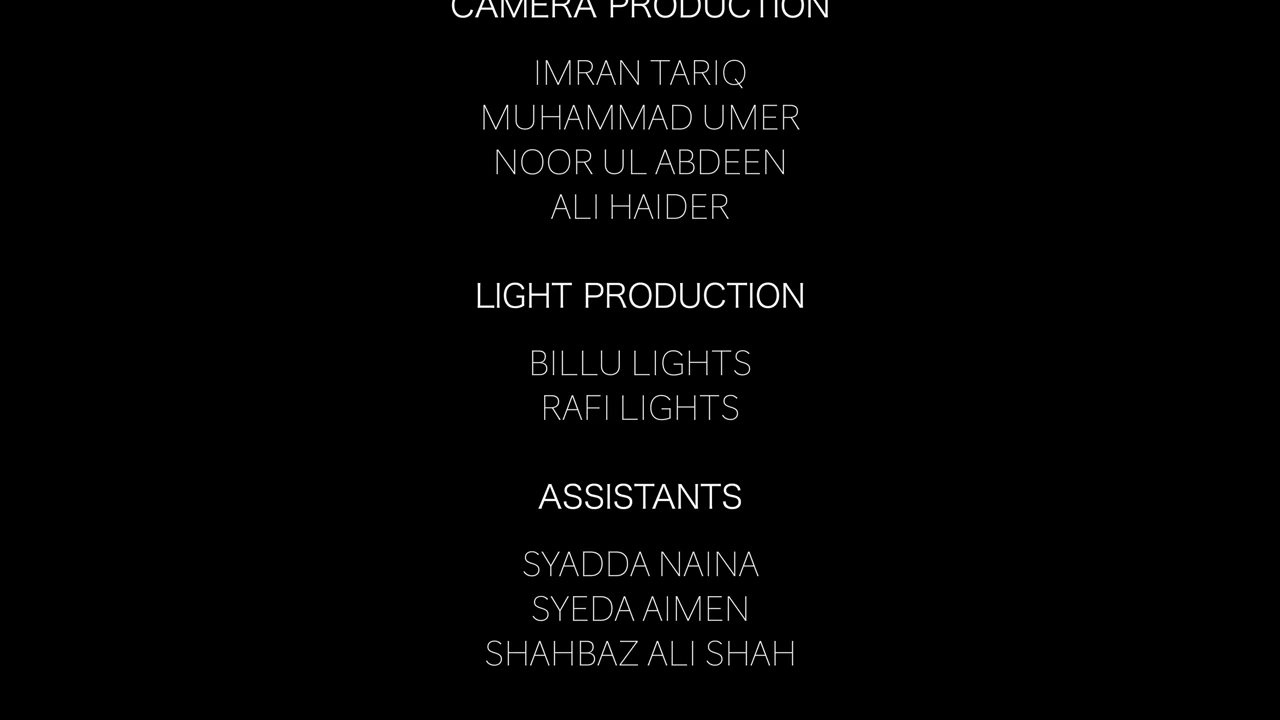 CAMERA PRODUCTION
IMRAN TARIQ
MUHAMMAD UMER
NOOR UL ABDEEN
ALI HAIDER
LIGHT PRODUCTION
BILLU LIGHTS
RAFI LIGHTS
ASSISTANTS
SYADDA NAINA
SYEDA AIMEN
SHAHBAZ ALI SHAH